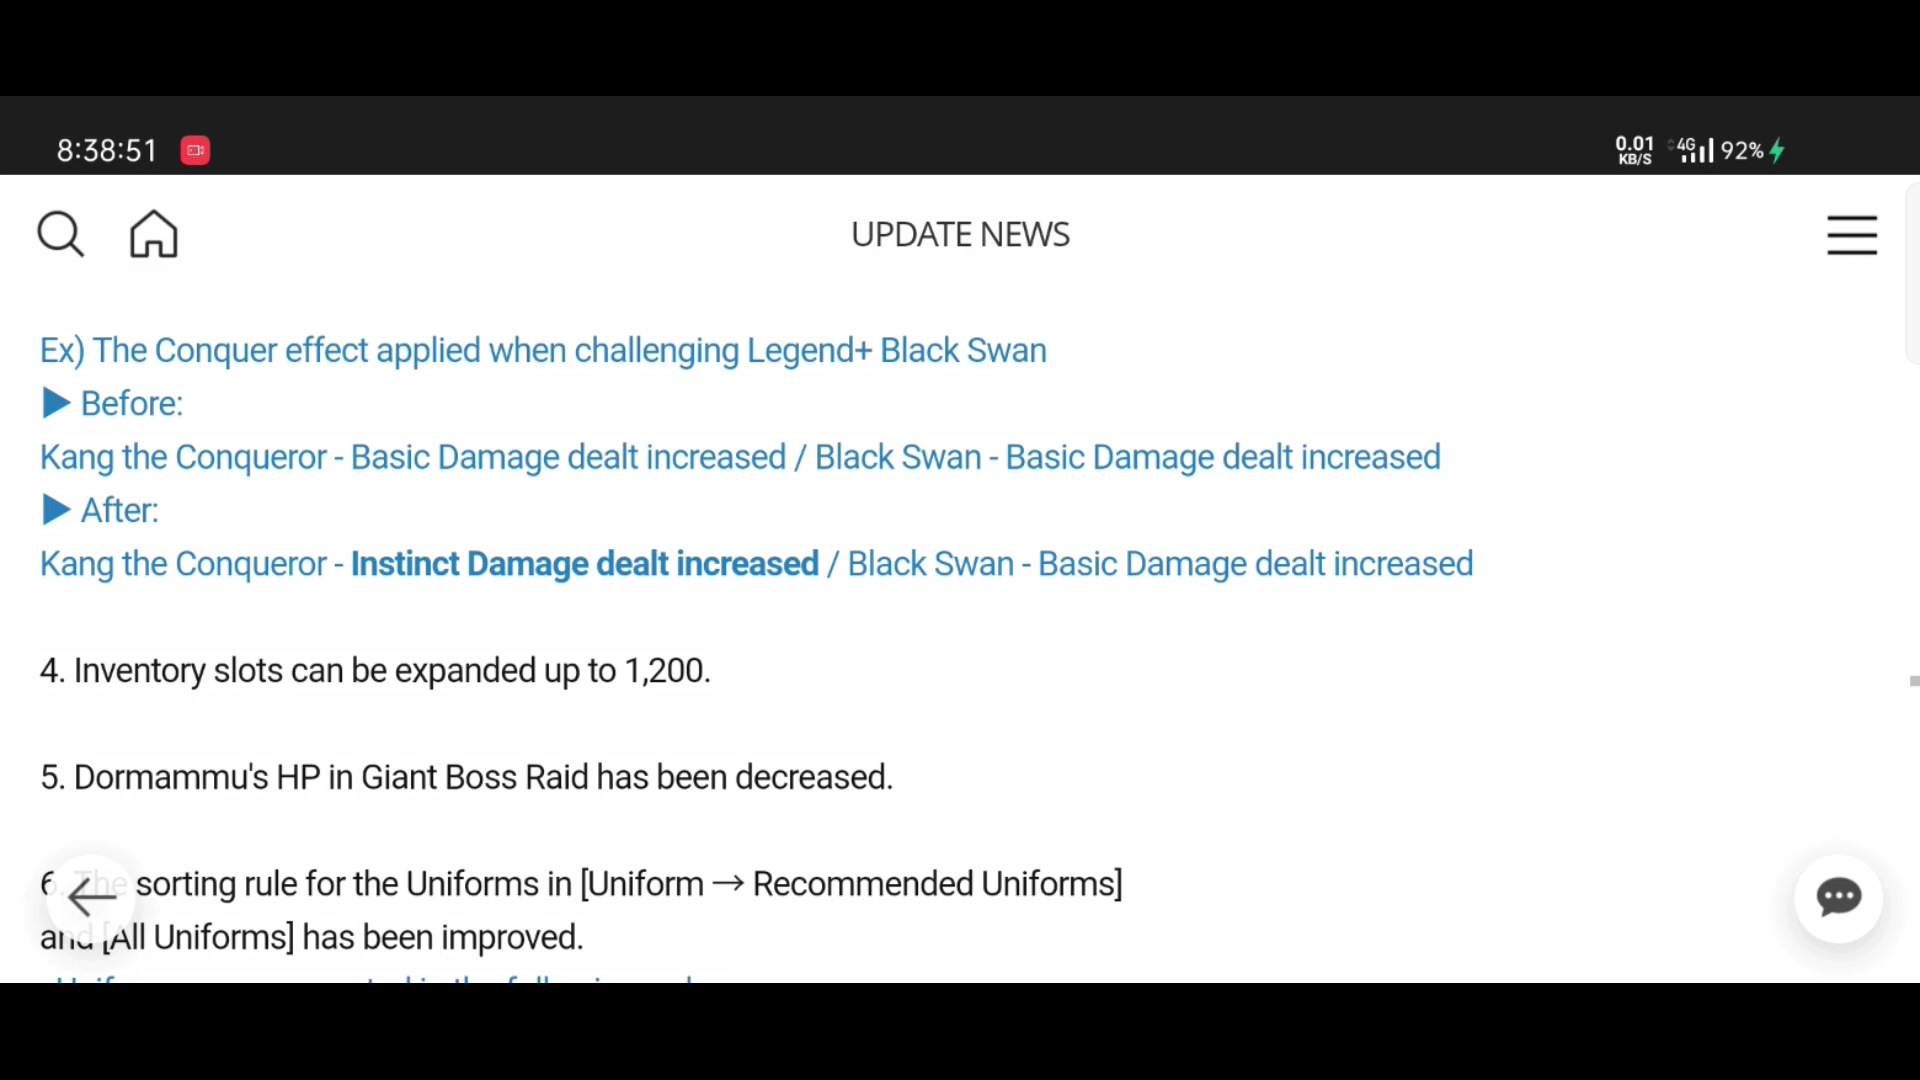 8:38:51
0.01 KB/S 4G 92%
UPDATE NEWS
Ex) The Conquer effect applied when challenging Legend+ Black Swan
▶ Before:
Kang the Conqueror - Basic Damage dealt increased / Black Swan - Basic Damage dealt increased
▶ After:
Kang the Conqueror - Instinct Damage dealt increased / Black Swan - Basic Damage dealt increased
4. Inventory slots can be expanded up to 1,200.
5. Dormammu's HP in Giant Boss Raid has been decreased.
6. The sorting rule for the Uniforms in [Uniform → Recommended Uniforms]
and [All Uniforms] has been improved.